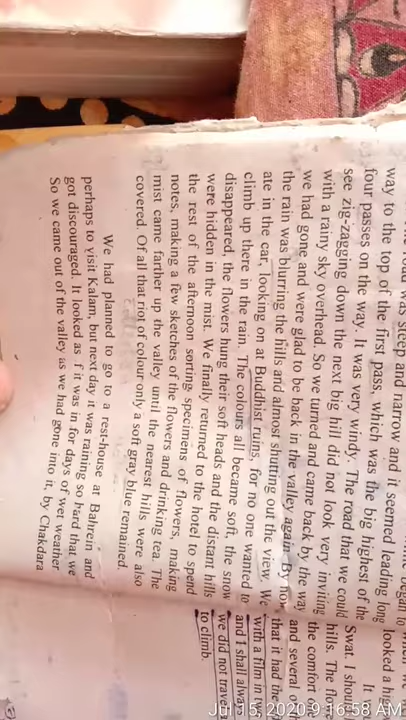 road was steep and narrow and it seemed leading long
way to the top of the first pass, which was the big highest of the
four passes on the way. It was very windy. The road that we could
see zig-zagging down the next big hill did not look very inviting
with a rainy sky overhead. So we turned and came back by the way
we had gone and were glad to be back in the valley again. By now
the rain was blurring the hills and almost shutting out the view. We
ate in the car, looking on at Buddhist ruins, for no one wanted to
climb up there in the rain. The colours all became soft, the snow
disappeared, the flowers hung their soft heads and the distant hills
were hidden in the mist. We finally returned to the hotel to spend
the rest of the afternoon sorting specimens of flowers, making
notes, making a few sketches of the flowers and drinking tea. The
mist came farther up the valley until the nearest hills were also
covered. Of all that riot of colour only a soft gray blue remained.
We had planned to go to a rest-house at Bahrein and
perhaps to visit Kalam, but next day it was raining so hard that we
got discouraged. It looked as if it was in for days of wet weather
So we came out of the valley as we had gone into it, by Chakdara
began to
when we
looked a
It
Swat. I
hills. The
the comfort o
and several o
that it had the
with a film in
and I shall always
we did not trav
to climb.
Jul 15, 2020 9:16:58 AM